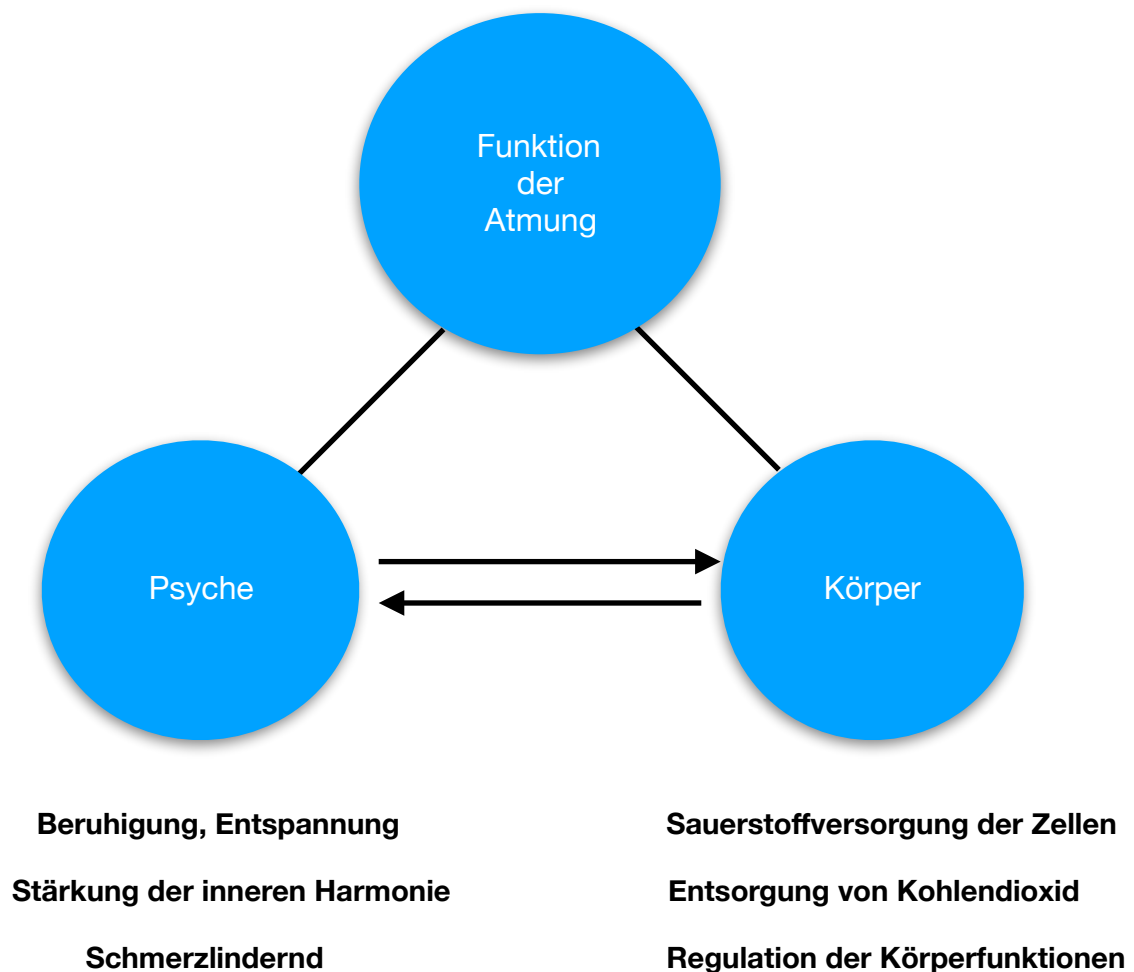 Funktion
der
Atmung
Psyche
Körper
Beruhigung, Entspannung
Stärkung der inneren Harmonie
Schmerzlindernd
Sauerstoffversorgung der Zellen
Entsorgung von Kohlendioxid
Regulation der Körperfunktionen